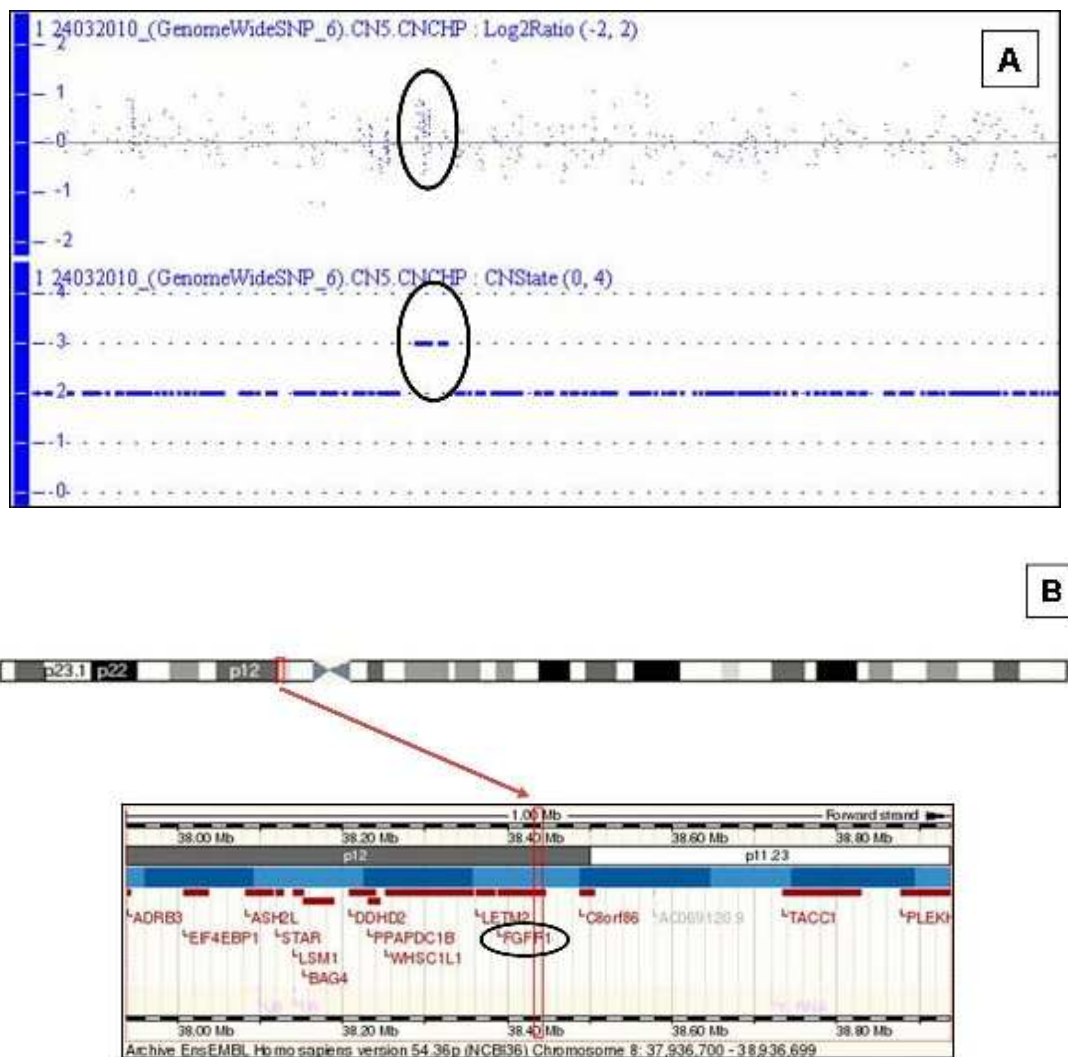 1 24032010_(GenomeWideSNP_6).CN5.CNCHP : Log2Ratio (-2, 2)
2
1
0
-1
-2
A
1 24032010_(GenomeWideSNP_6).CN5.CNCHP : CNState (0, 4)
4
3
2
1
0
B
p23.1 p22 p12
1.00 Mb Forward strand
38.00 Mb 38.20 Mb 38.40 Mb 38.60 Mb 38.80 Mb
p12 p11.23
ADRB3 ASH2L DDHD2 LETM2 C8orf86 AC069120.9 TACC1 PLEKH
EIF4EBP1 STAR PPAPDC1B FGFR1
LSM1 WHSC1L1
BAG4
38.00 Mb 38.20 Mb 38.40 Mb 38.60 Mb 38.80 Mb
Archive EnsEMBL Homo sapiens version 54.36p (NCBI36) Chromosome 8: 37,936,700 - 38,936,699